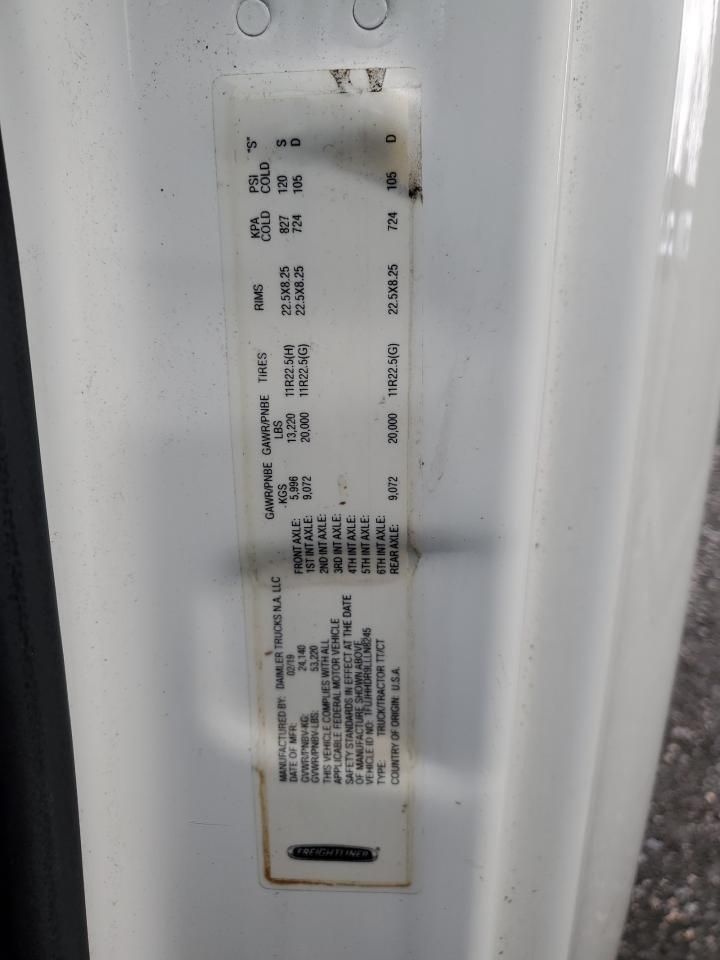 FREIGHTLINER
MANUFACTURED BY: DAIMLER TRUCKS N.A. LLC
DATE OF MFR: 02/19
GVWR/PNBV-KG: 24,140
GVWR/PNBV-LBS: 53,220
THIS VEHICLE COMPLIES WITH ALL
APPLICABLE FEDERAL MOTOR VEHICLE
SAFETY STANDARDS IN EFFECT AT THE DATE
OF MANUFACTURE SHOWN ABOVE
VEHICLE ID NO: 1FUJHHDR9LLLN8245
TYPE: TRUCK/TRACTOR TT/CT
COUNTRY OF ORIGIN: U.S.A.
GAWR/PNBE GAWR/PNBE TIRES RIMS KPA PSI "S"
KGS LBS COLD COLD
FRONT AXLE: 5,996 13,220 11R22.5(H) 22.5X8.25 827 120 S
1ST INT AXLE: 9,072 20,000 11R22.5(G) 22.5X8.25 724 105 D
2ND INT AXLE:
3RD INT AXLE:
4TH INT AXLE:
5TH INT AXLE:
6TH INT AXLE:
REAR AXLE: 9,072 20,000 11R22.5(G) 22.5X8.25 724 105 D